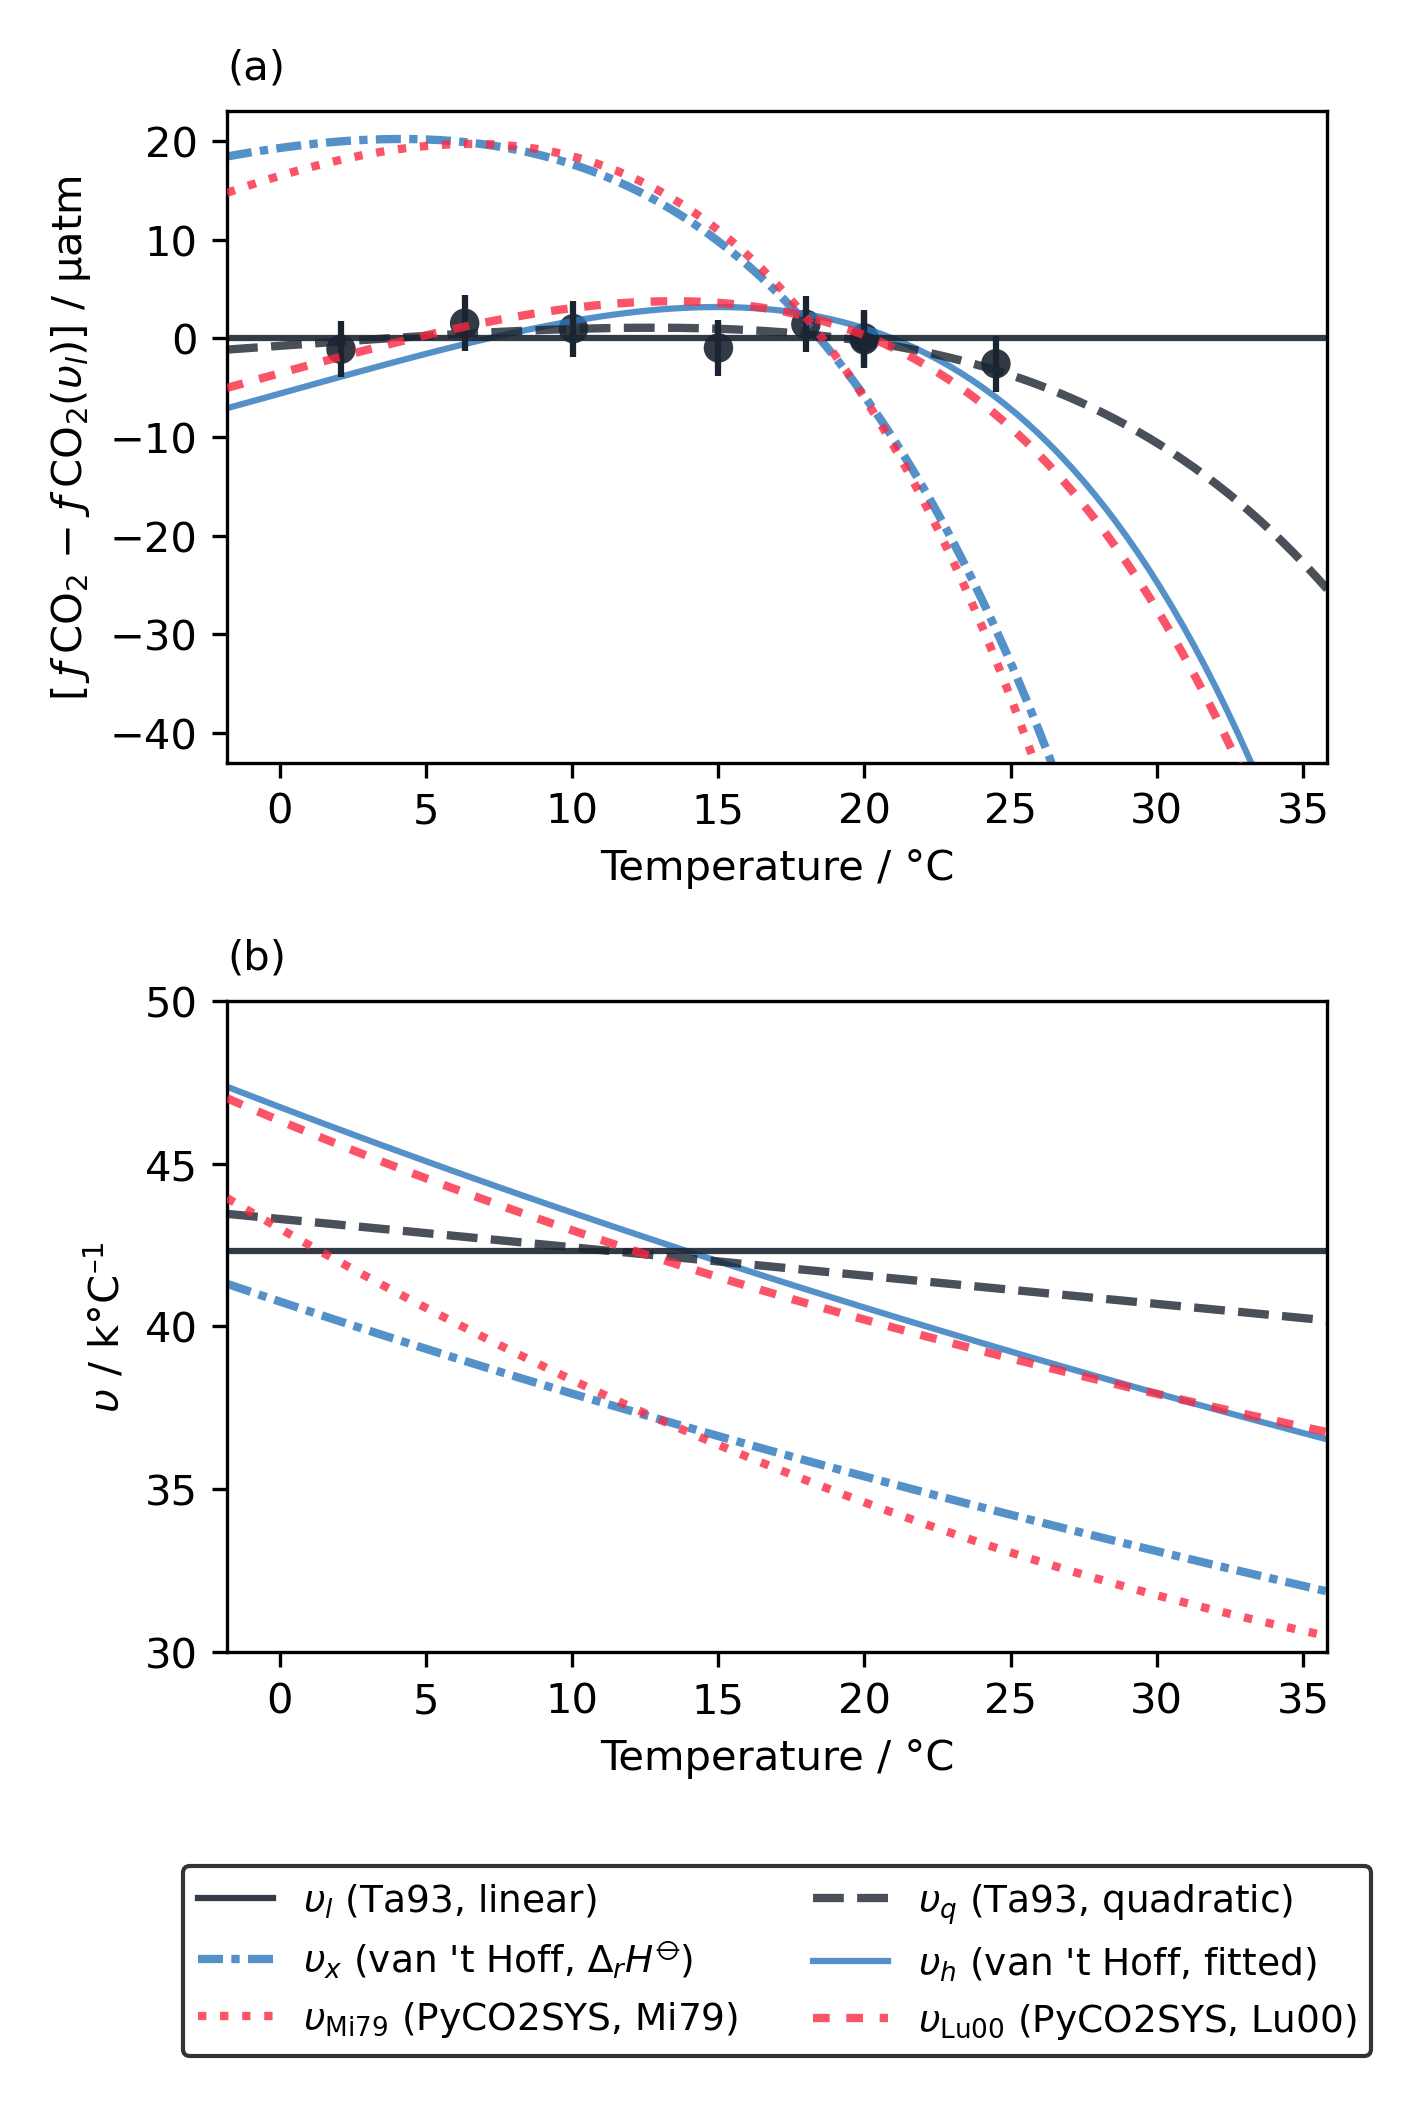 (a)
20
10
0
−10
−20
−30
−40
[fCO₂ − fCO₂(υₗ)] / µatm
0 5 10 15 20 25 30 35
Temperature / °C
(b)
50
45
40
35
30
υ / k°C⁻¹
0 5 10 15 20 25 30 35
Temperature / °C
υₗ (Ta93, linear)
υ_q (Ta93, quadratic)
υₓ (van 't Hoff, ΔᵣH^⊖)
υₕ (van 't Hoff, fitted)
υ_Mi79 (PyCO2SYS, Mi79)
υ_Lu00 (PyCO2SYS, Lu00)